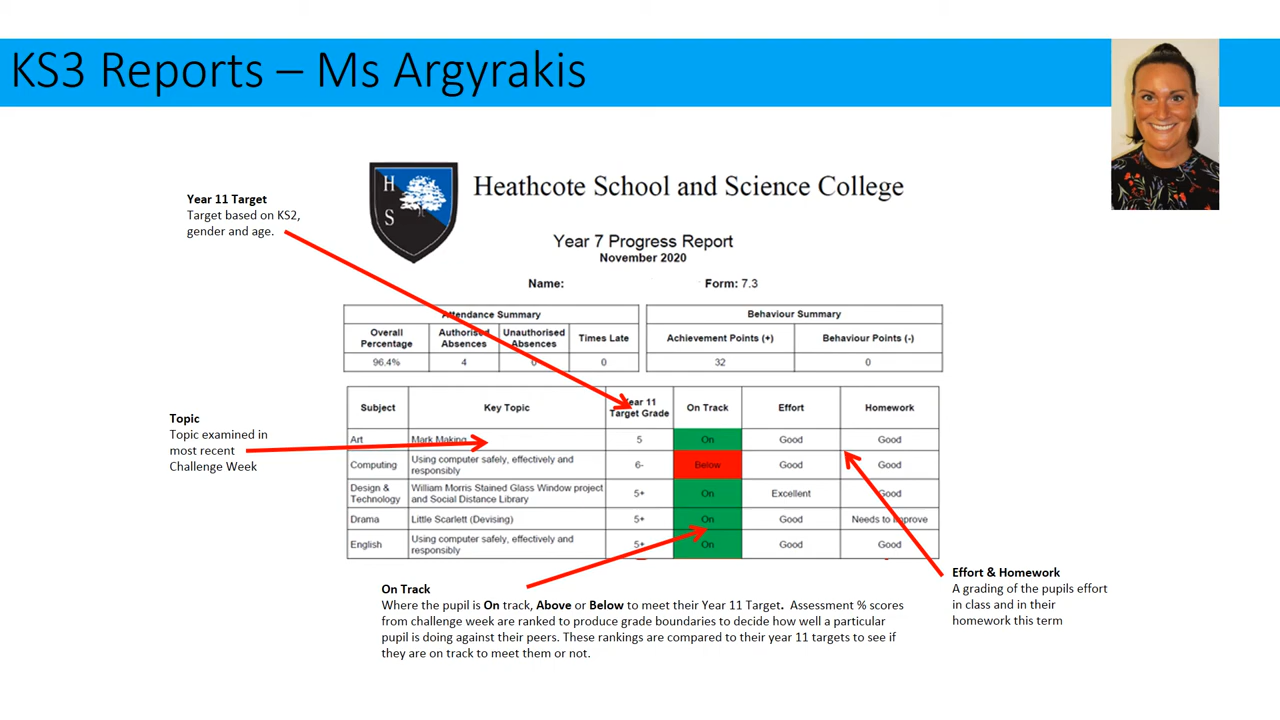 KS3 Reports – Ms Argyrakis
H
S
Heathcote School and Science College
Year 7 Progress Report
November 2020
Name: Form: 7.3
Year 11 Target
Target based on KS2,
gender and age.
Attendance Summary Behaviour Summary
Overall Percentage Authorised Absences Unauthorised Absences Times Late Achievement Points (+) Behaviour Points (-)
96.4% 4 0 0 32 0
Subject Key Topic Year 11 Target Grade On Track Effort Homework
Art Mark Making 5 On Good Good
Computing Using computer safely, effectively and responsibly 6- Below Good Good
Design & Technology William Morris Stained Glass Window project and Social Distance Library 5+ On Excellent Good
Drama Little Scarlett (Devising) 5+ On Good Needs to Improve
English Using computer safely, effectively and responsibly 5+ On Good Good
Topic
Topic examined in
most recent
Challenge Week
On Track
Where the pupil is On track, Above or Below to meet their Year 11 Target. Assessment % scores
from challenge week are ranked to produce grade boundaries to decide how well a particular
pupil is doing against their peers. These rankings are compared to their year 11 targets to see if
they are on track to meet them or not.
Effort & Homework
A grading of the pupils effort
in class and in their
homework this term